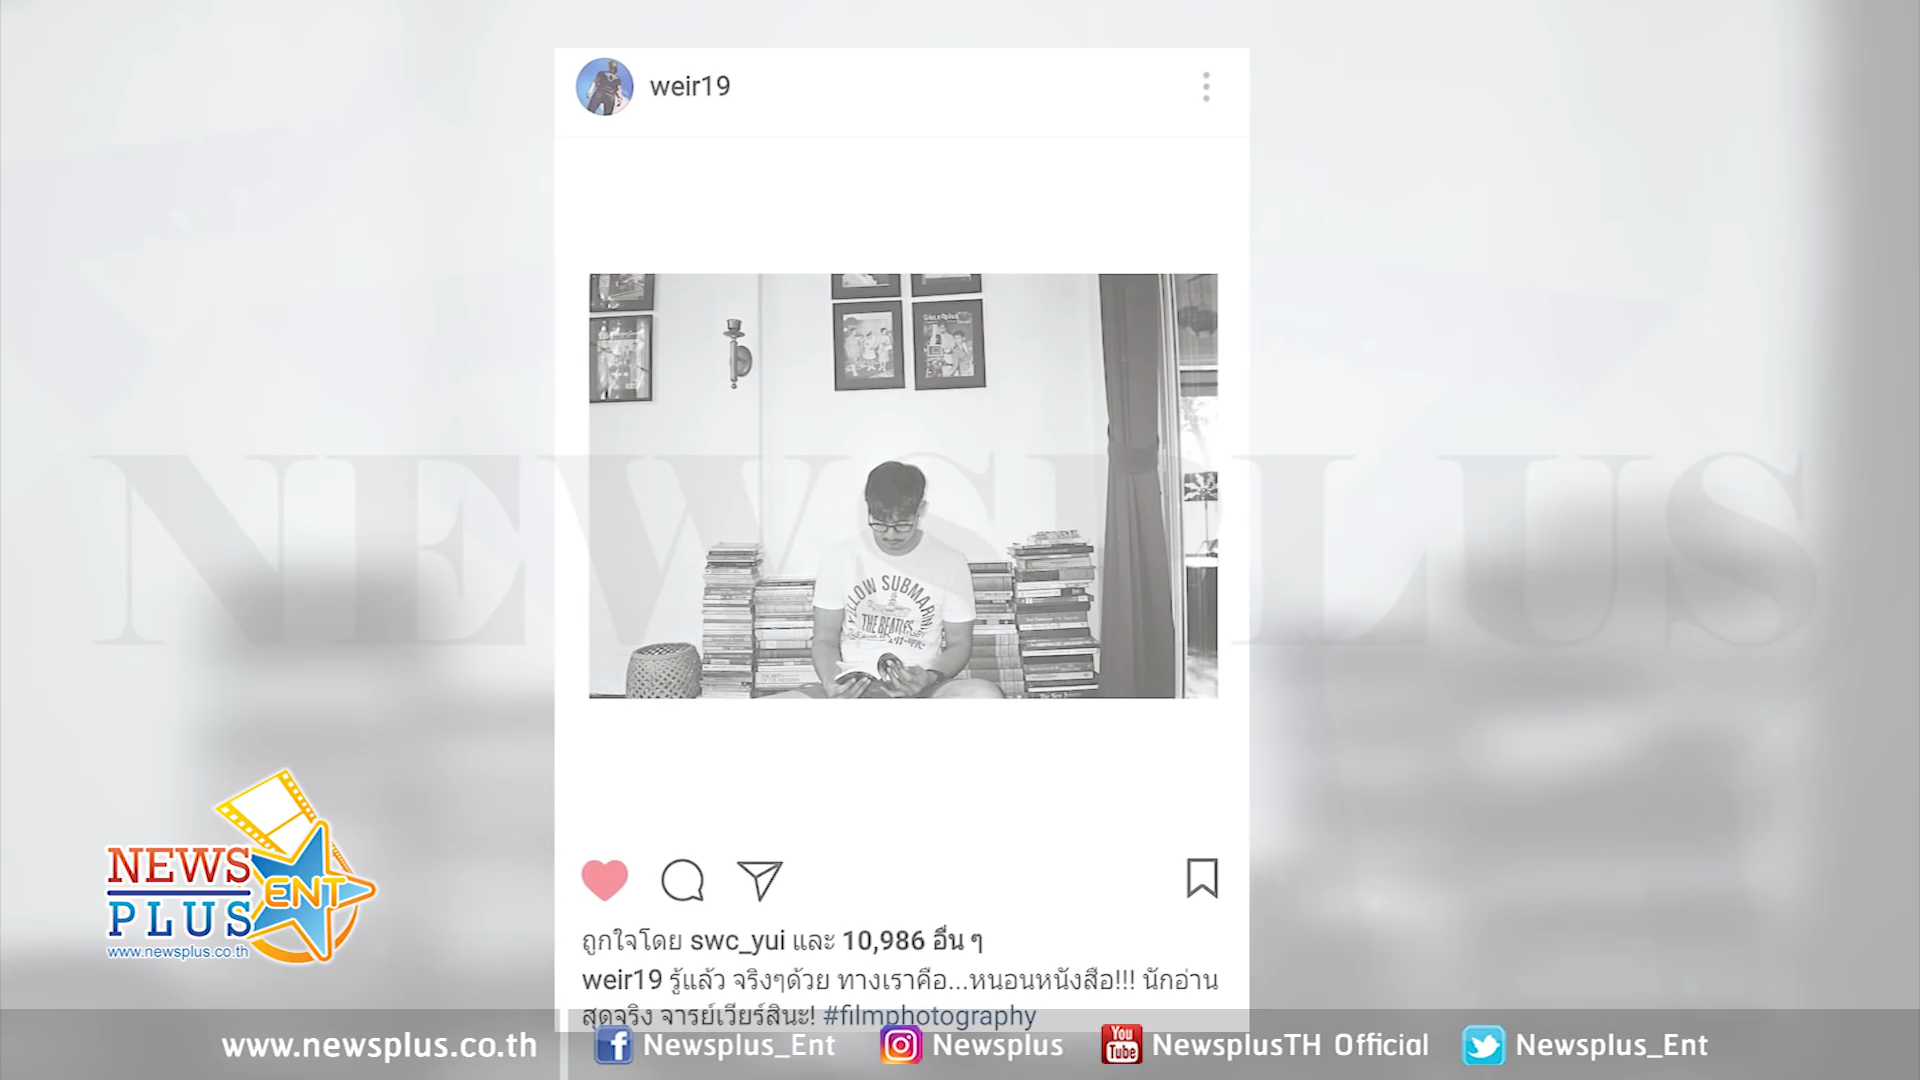 weir19
NEWSPLUS
YELLOW SUBMARINE
THE BEATLES
NEWS
PLUS
ENT
www.newsplus.co.th
ถูกใจโดย swc_yui และ 10,986 อื่น ๆ
weir19 รู้แล้ว จริงๆด้วย ทางเราคือ...หนอนหนังสือ!!! นักอ่าน
สุดจริง จารย์เวียร์สินะ! #filmphotography
www.newsplus.co.th Newsplus_Ent Newsplus You Tube NewsplusTH Official Newsplus_Ent